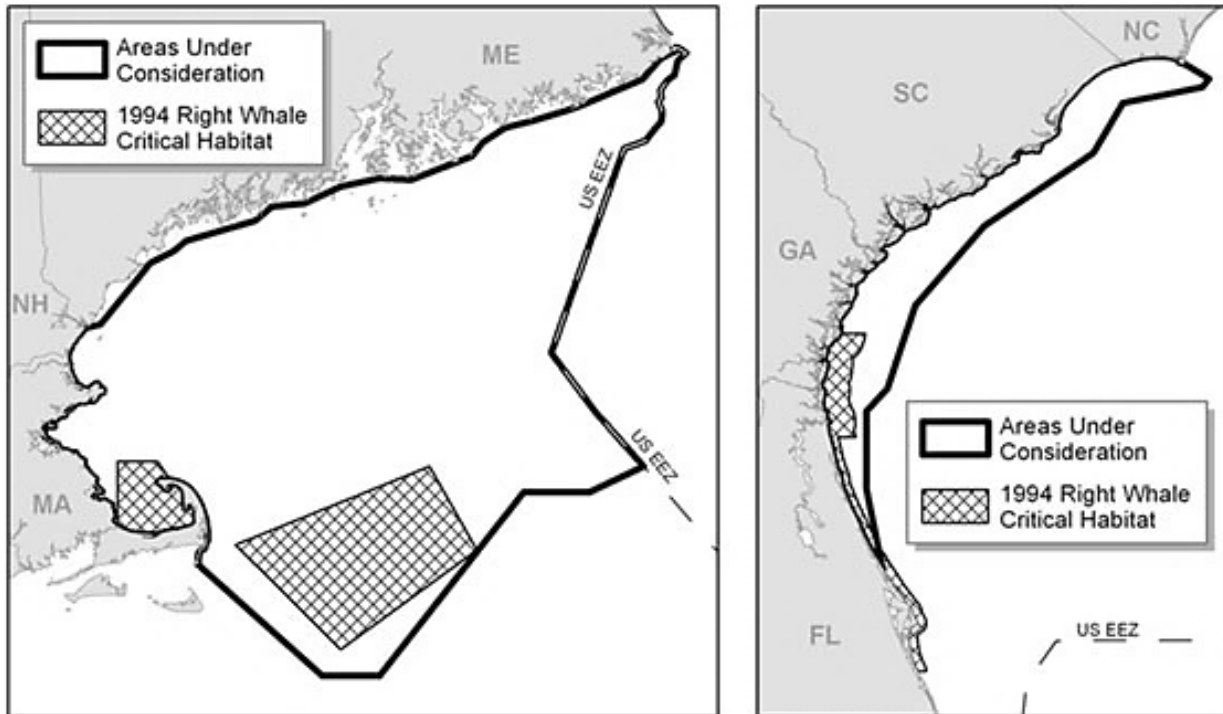 Areas Under
Consideration
1994 Right Whale
Critical Habitat
ME
NH
MA
US EEZ
US EEZ
NC
SC
GA
FL
Areas Under
Consideration
1994 Right Whale
Critical Habitat
US EEZ